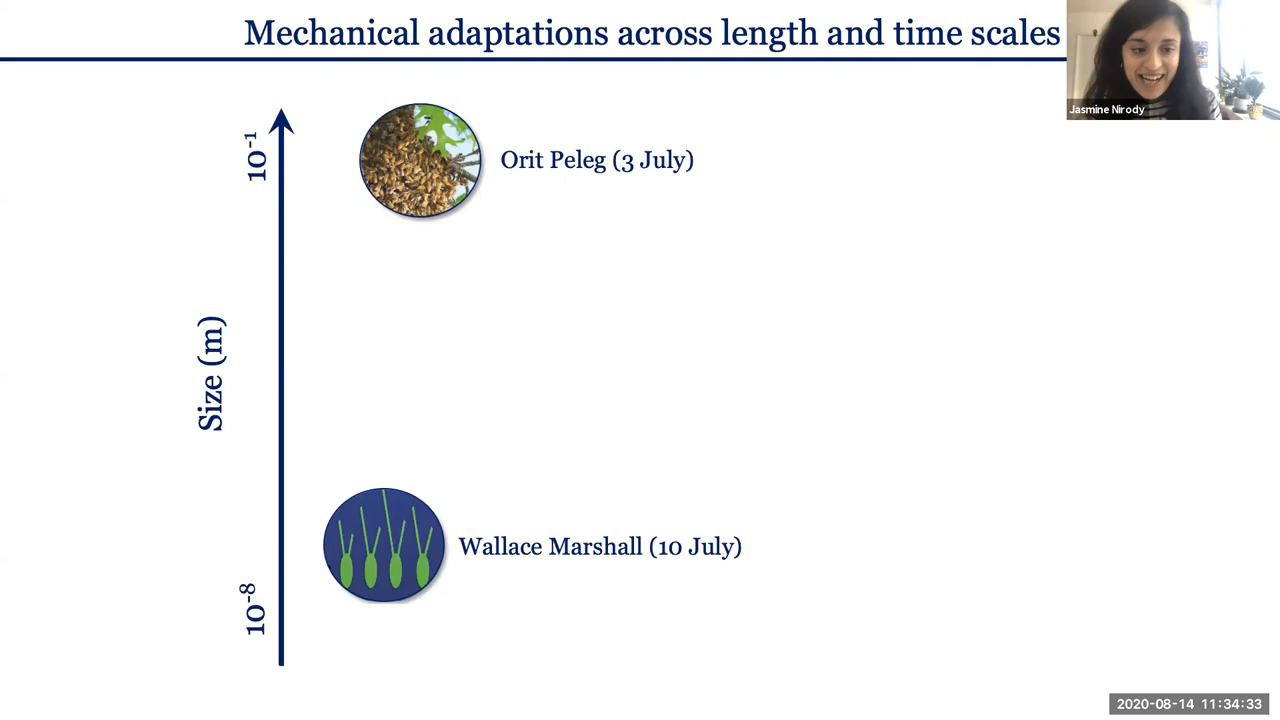 Mechanical adaptations across length and time scales
Jasmine Nirody
10⁻¹
Orit Peleg (3 July)
Size (m)
Wallace Marshall (10 July)
10⁻⁸
2020-08-14 11:34:33